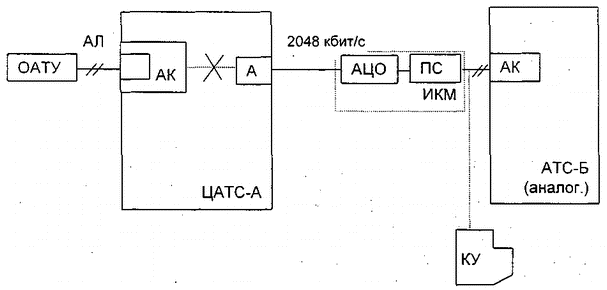 ОАТУ
АЛ
АК
А
ЦАТС-А
2048 кбит/с
АЦО
ПС
ИКМ
АК
АТС-Б
(аналог.)
КУ